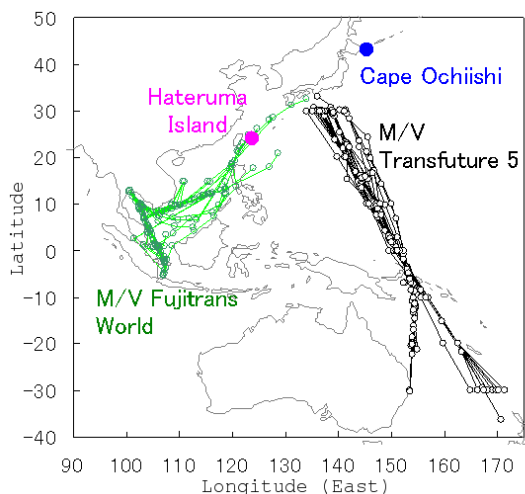 50
40
30
20
10
0
-10
-20
-30
-40
Latitude
Cape Ochiishi
Hateruma
Island
M/V
Transfuture 5
M/V Fujitrans
World
90 100 110 120 130 140 150 160 170
Longitude (East)